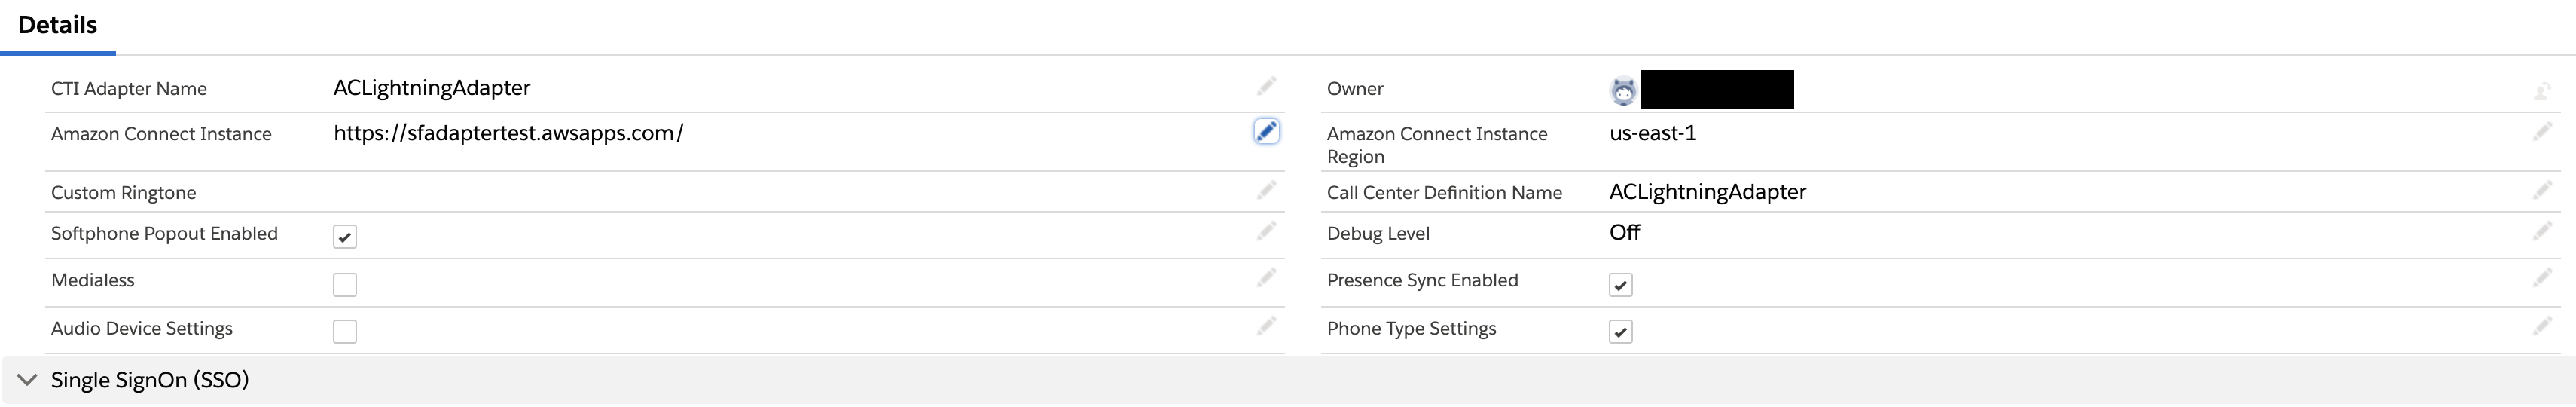 Details
CTI Adapter Name ACLightningAdapter
Owner
Amazon Connect Instance https://sfadaptertest.awsapps.com/
Amazon Connect Instance Region us-east-1
Custom Ringtone
Call Center Definition Name ACLightningAdapter
Softphone Popout Enabled
Debug Level Off
Medialess
Presence Sync Enabled
Audio Device Settings
Phone Type Settings
Single SignOn (SSO)